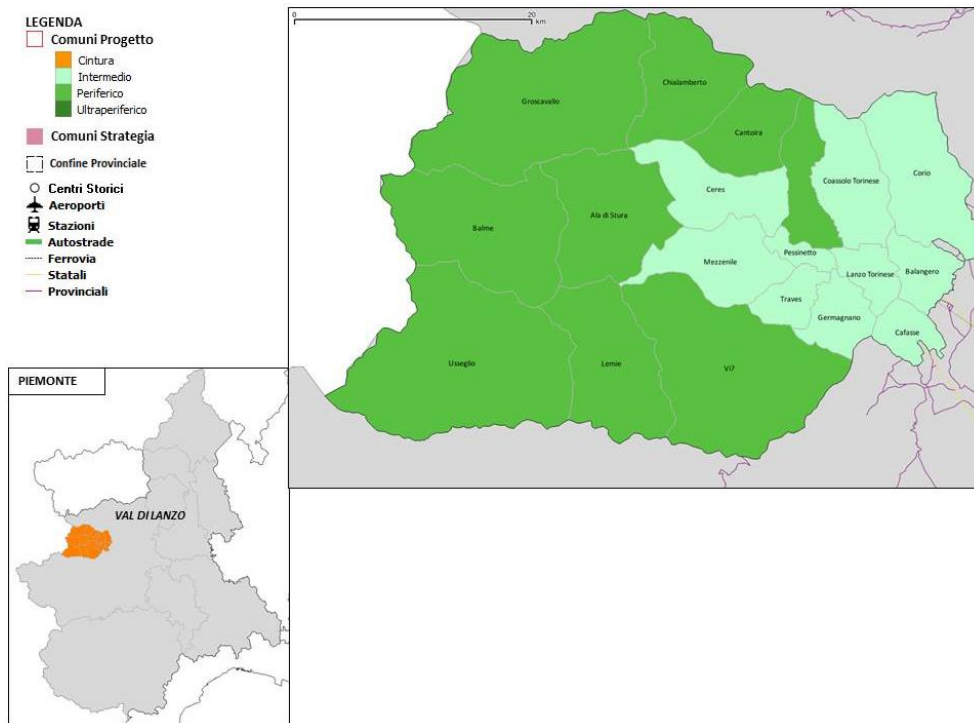 LEGENDA
Comuni Progetto
Cintura
Intermedio
Periferico
Ultraperiferico
Comuni Strategia
Confine Provinciale
Centri Storici
Aeroporti
Stazioni
Autostrade
Ferrovia
Statali
Provinciali
0 20
km
Chialamberto
Groscavallo
Cantoira
Coassolo Torinese
Corio
Ceres
Ala di Stura
Balme
Pessinetto
Mezzenile
Lanzo Torinese
Balangero
Traves
Germagnano
Cafasse
Usseglio
Lemie
Vi?
PIEMONTE
VAL DI LANZO